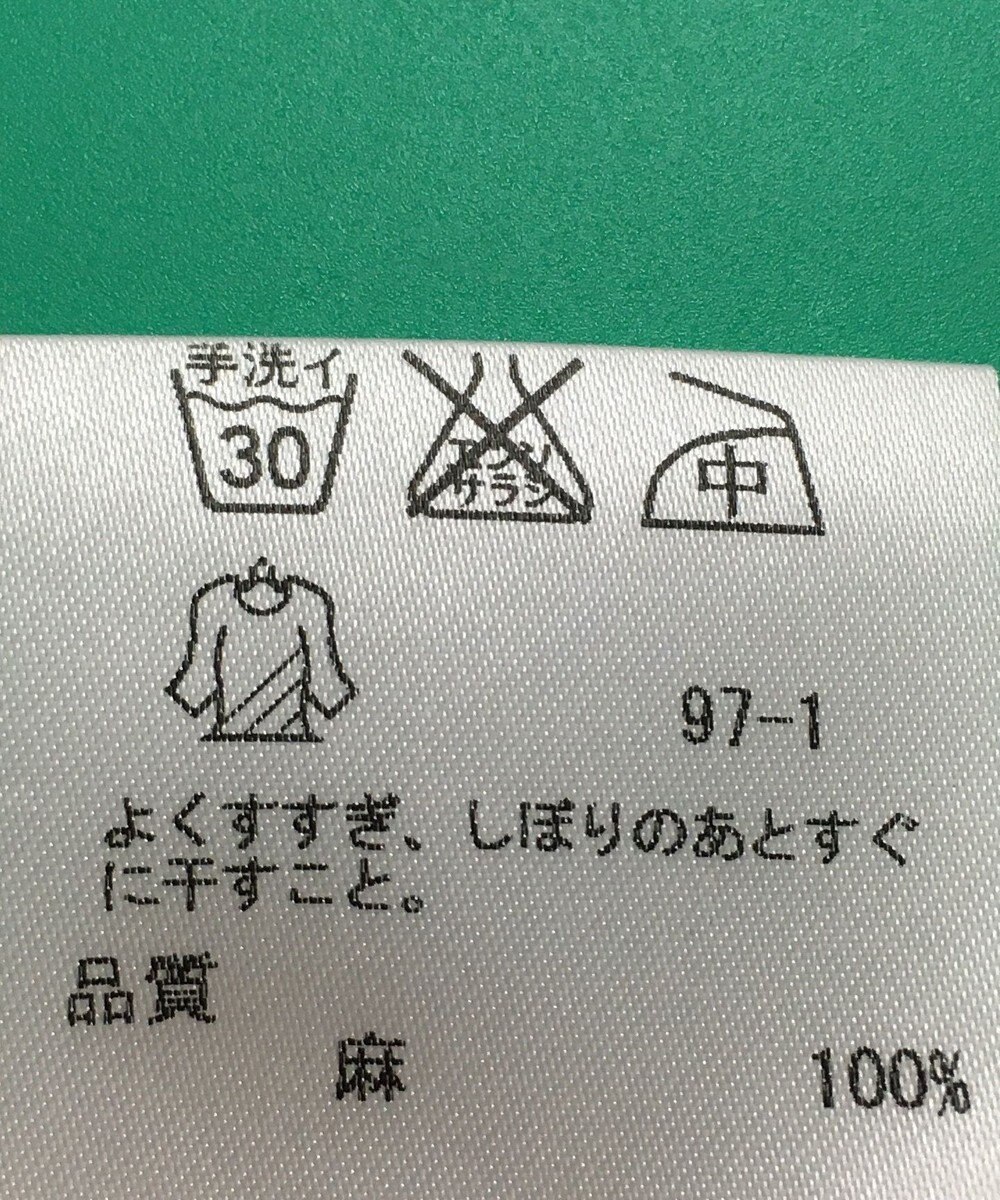 手洗イ
30
エンソ
サラシ
中
97-1
よくすすぎ、しぼりのあとすぐ
に干すこと。
品質
麻 100%